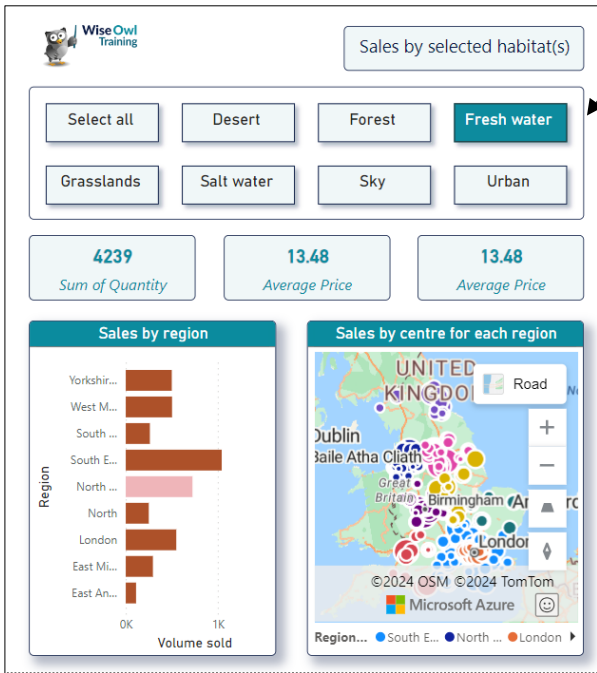 Wise Owl
Training
Sales by selected habitat(s)
Select all
Desert
Forest
Fresh water
Grasslands
Salt water
Sky
Urban
4239
Sum of Quantity
13.48
Average Price
13.48
Average Price
Sales by region
Region
Yorkshir...
West M...
South ...
South E...
North ...
North
London
East Mi...
East An...
0K
1K
Volume sold
Sales by centre for each region
UNITED
KINGDO
Road
Dublin
Baile Atha Cliath
Great
Britain
Birmingham
London
©2024 OSM ©2024 TomTom
Microsoft Azure
Region... South E... North ... London